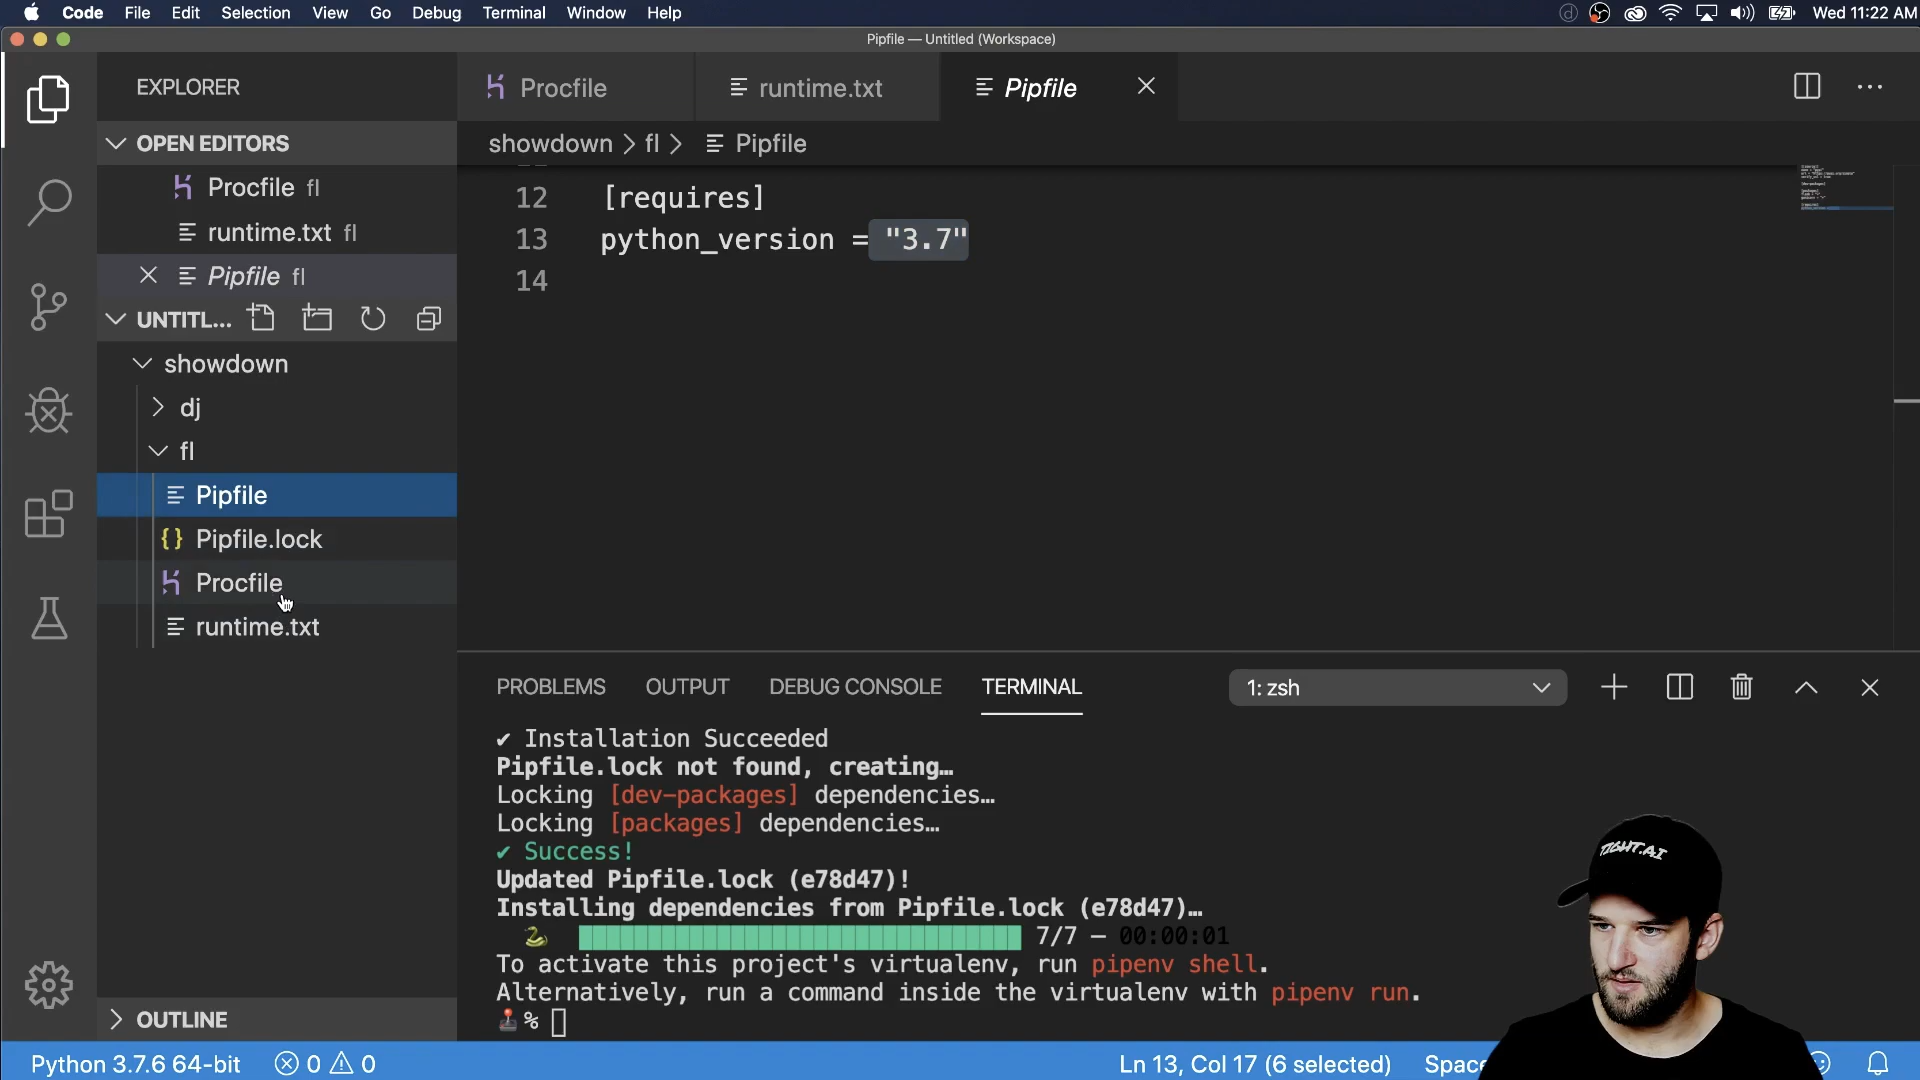 Code File Edit Selection View Go Debug Terminal Window Help Wed 11:22 AM
Pipfile — Untitled (Workspace)
EXPLORER
Procfile
runtime.txt
Pipfile
OPEN EDITORS
Procfile fl
runtime.txt fl
Pipfile fl
UNTITL...
showdown
dj
fl
Pipfile
Pipfile.lock
Procfile
runtime.txt
OUTLINE
showdown > fl > Pipfile
12 [requires]
13 python_version = "3.7"
14
PROBLEMS OUTPUT DEBUG CONSOLE TERMINAL 1: zsh
✔ Installation Succeeded
Pipfile.lock not found, creating…
Locking [dev-packages] dependencies…
Locking [packages] dependencies…
✔ Success!
Updated Pipfile.lock (e78d47)!
Installing dependencies from Pipfile.lock (e78d47)…
7/7 — 00:00:01
To activate this project's virtualenv, run pipenv shell.
Alternatively, run a command inside the virtualenv with pipenv run.
%
TIGHT.AI
Python 3.7.6 64-bit 0 0 Ln 13, Col 17 (6 selected)